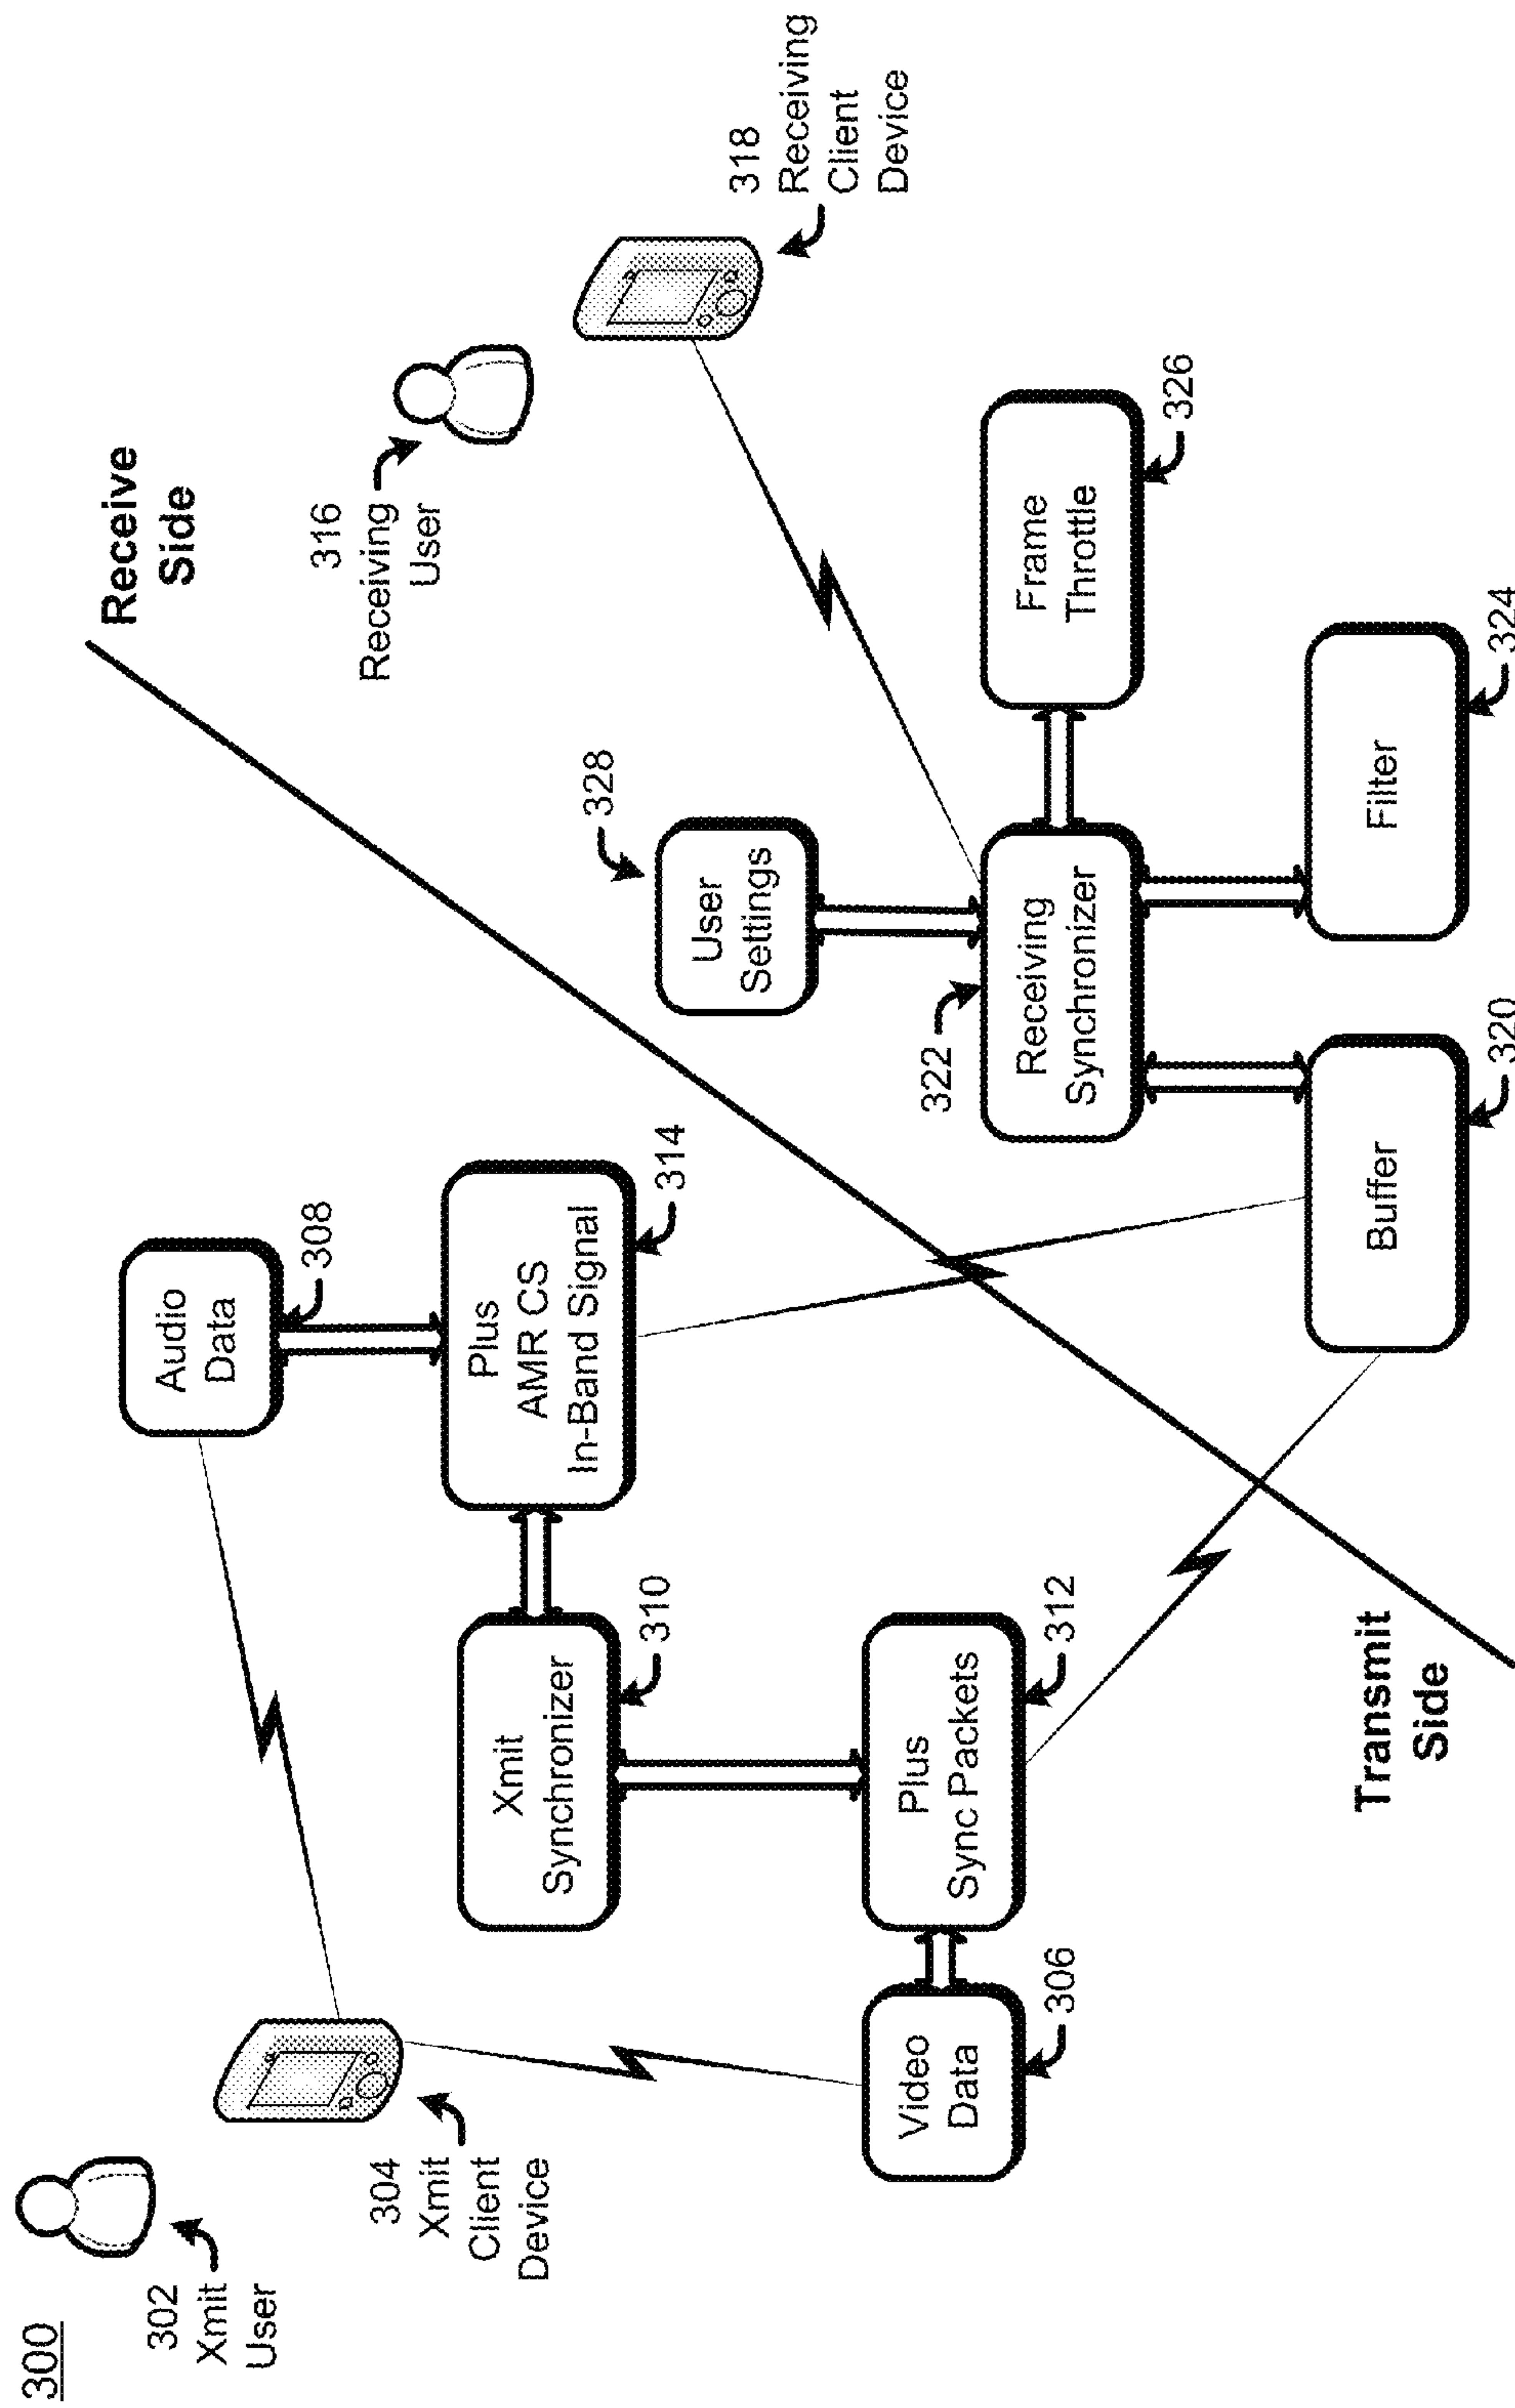 300
302
Xmit
User
304
Xmit
Client
Device
Audio
Data
308
Plus
AMR CS
In-Band Signal
314
Xmit
Synchronizer
310
Plus
Sync Packets
312
Video
Data
306
Transmit
Side
Receive
Side
316
Receiving
User
318
Receiving
Client
Device
User
Settings
328
322
Receiving
Synchronizer
Frame
Throttle
326
Buffer
320
Filter
324